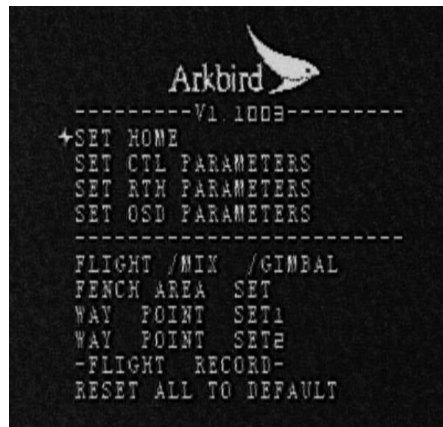 Arkbird
----------V1.1003---------
SET HOME
SET CTL PARAMETERS
SET RTH PARAMETERS
SET OSD PARAMETERS
--------------------------
FLIGHT /MIX /GIMBAL
FENCH AREA SET
WAY POINT SET1
WAY POINT SET2
-FLIGHT RECORD-
RESET ALL TO DEFAULT